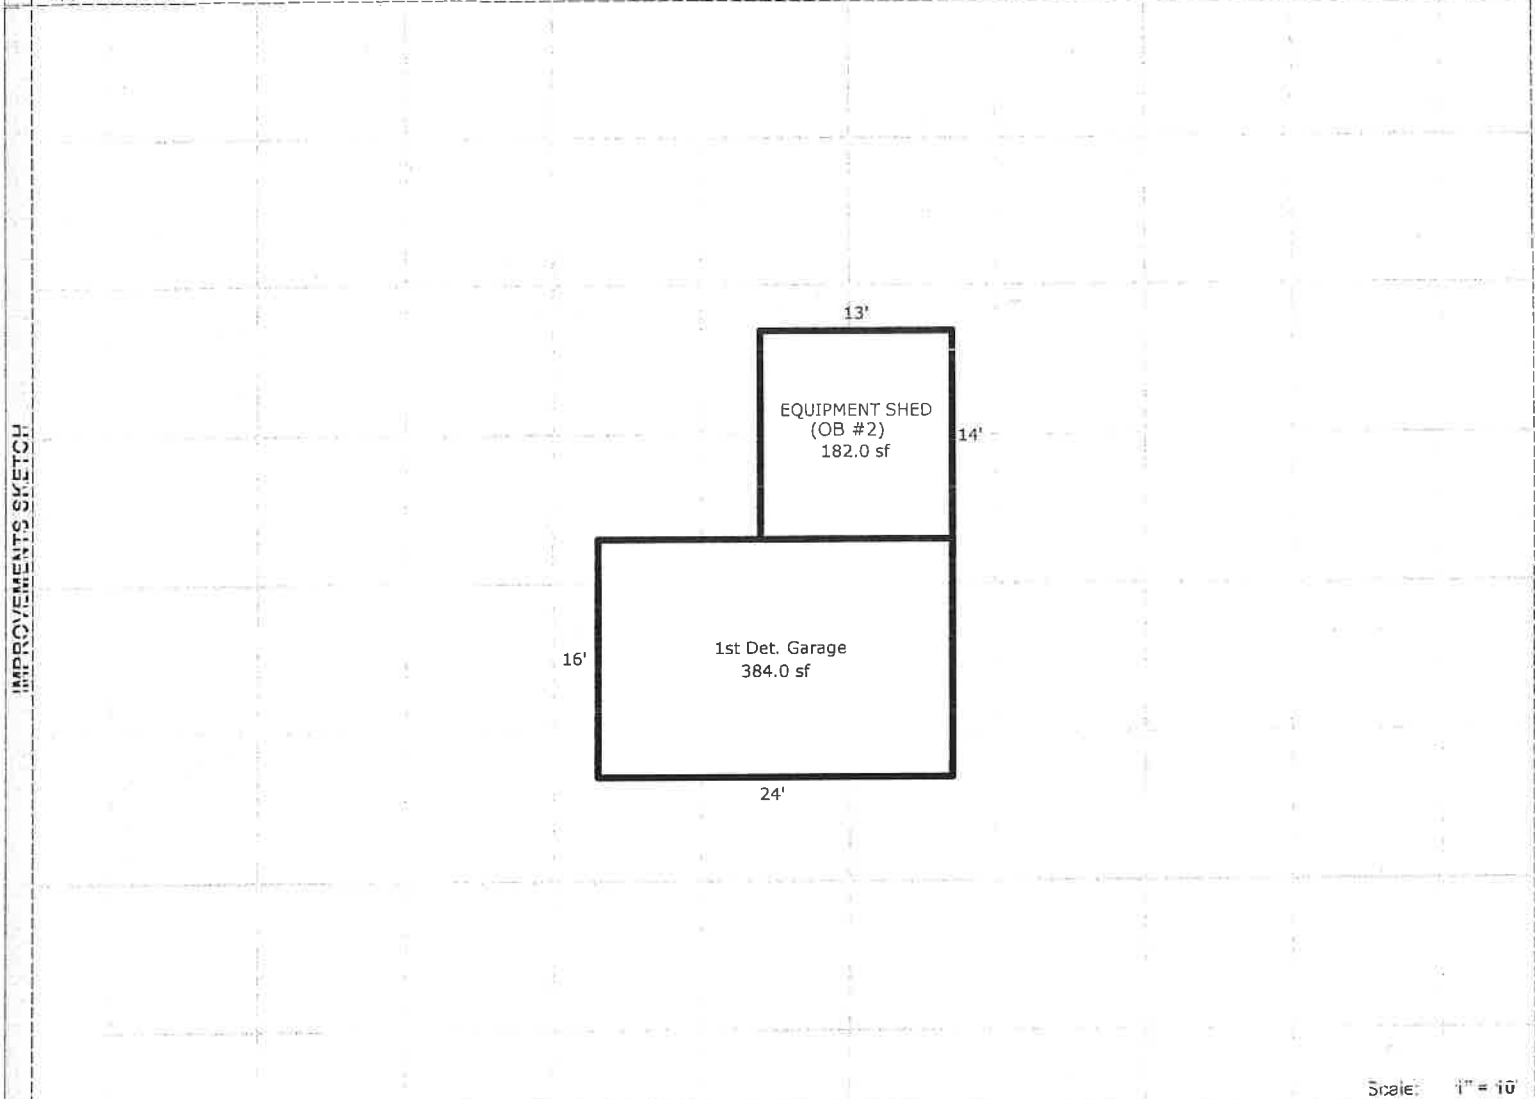 IMPROVEMENTS SKETCH
13'
EQUIPMENT SHED
(OB #2)
182.0 sf
14'
16'
1st Det. Garage
384.0 sf
24'
Scale: 1" = 10'